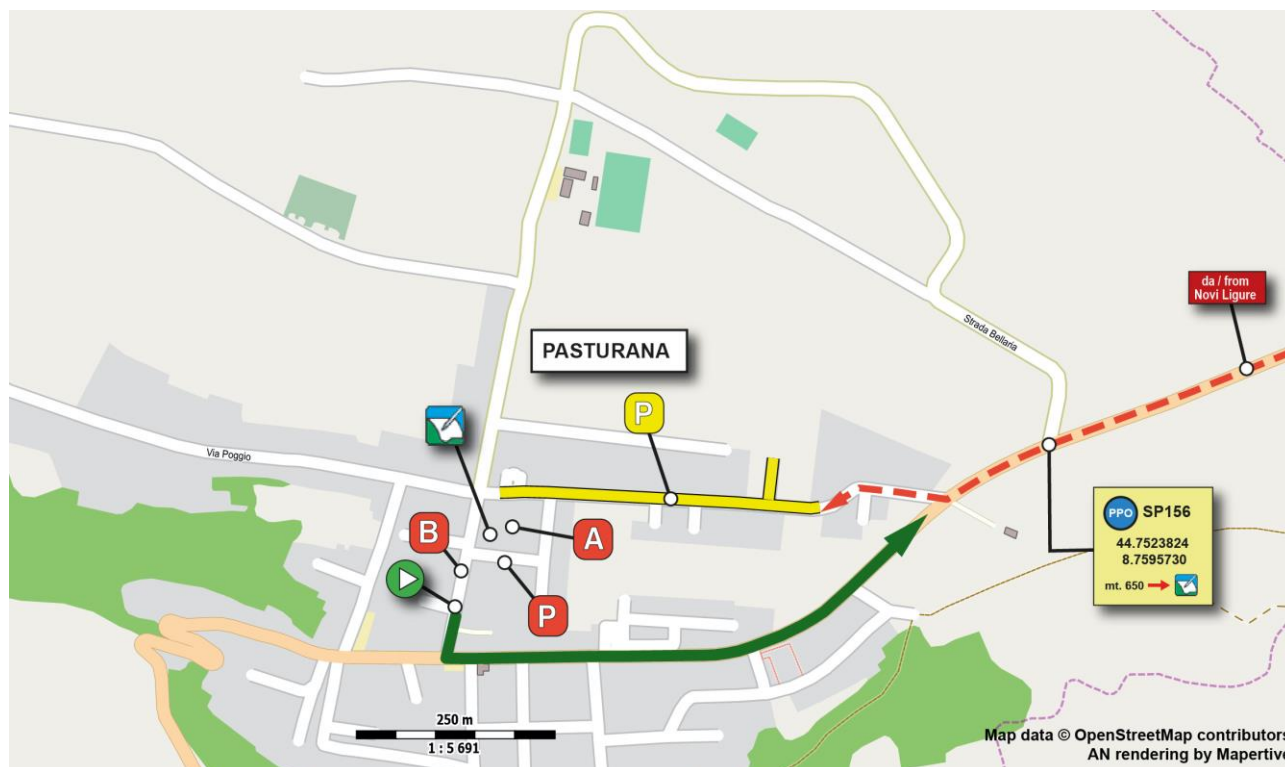 da / from
Novi Ligure
Strada Bellaria
PASTURANA
P
Via Poggio
B
A
P
PPO SP156
44.7523824
8.7595730
mt. 650
250 m
1 : 5 691
Map data © OpenStreetMap contributors
AN rendering by Mapertive